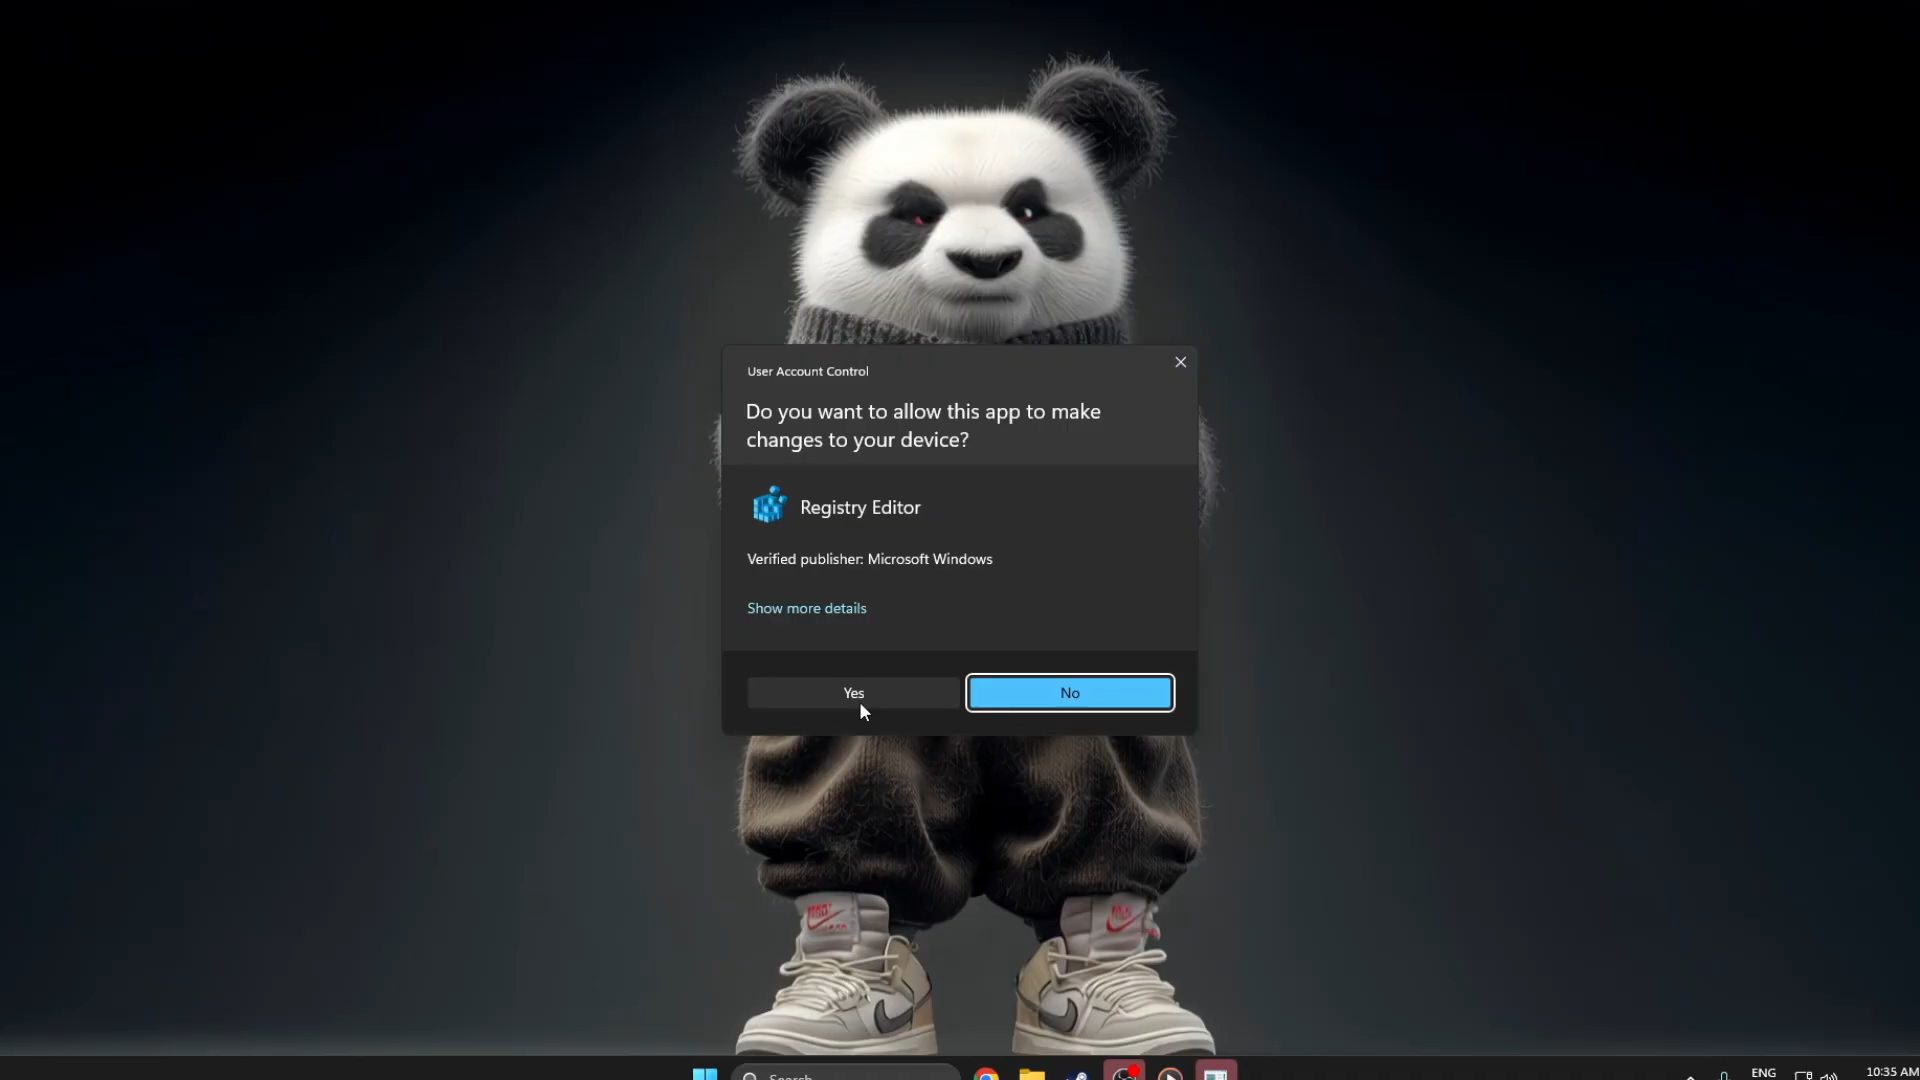 User Account Control
Do you want to allow this app to make
changes to your device?
Registry Editor
Verified publisher: Microsoft Windows
Show more details
Yes
No
Search
ENG
10:35 AM